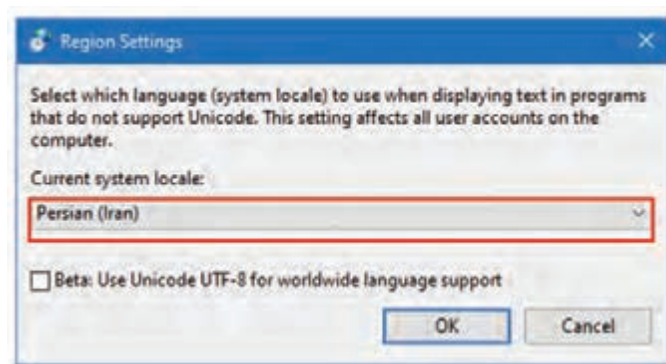 Region Settings
Select which language (system locale) to use when displaying text in programs
that do not support Unicode. This setting affects all user accounts on the
computer.
Current system locale:
Persian (Iran)
Beta: Use Unicode UTF-8 for worldwide language support
OK Cancel